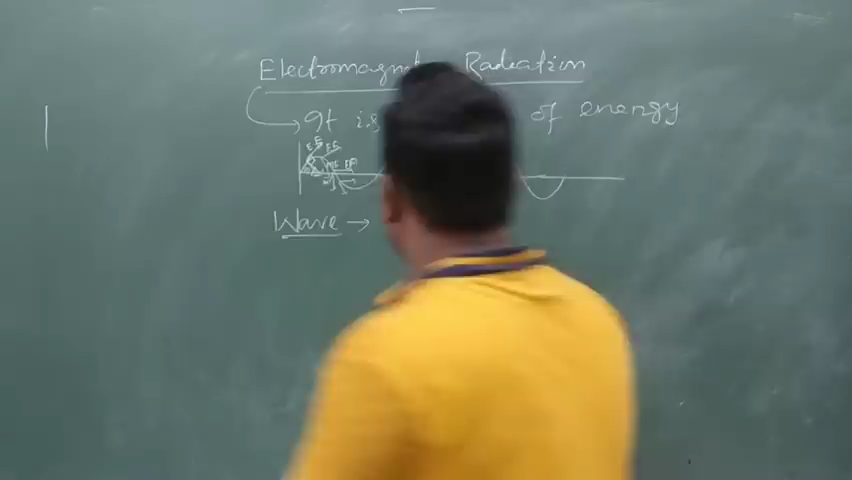 Electromagnetic Radiation
It is of energy
Wave →